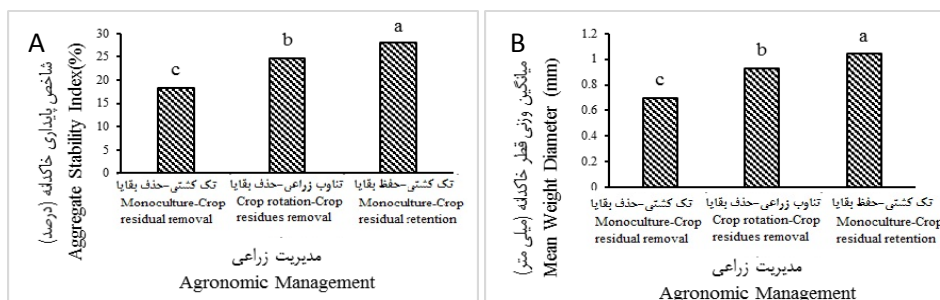 A
شاخص پایداری خاکدانه (درصد)
Aggregate Stability Index(%)
30
25
20
15
10
5
0
c
b
a
تک کشتی-حذف بقایا
Monoculture-Crop
residual removal
تناوب زراعی-حذف بقایا
Crop rotation-Crop
residues removal
تک کشتی-حفظ بقایا
Monoculture-Crop
residual retention
مدیریت زراعی
Agronomic Management
B
میانگین وزنی قطر خاکدانه (میلی متر)
Mean Weight Diameter (mm)
1.2
1
0.8
0.6
0.4
0.2
0
c
b
a
تک کشتی-حذف بقایا
Monoculture-Crop
residual removal
تناوب زراعی-حذف بقایا
Crop rotation-Crop
residues removal
تک کشتی-حفظ بقایا
Monoculture-Crop
residual retention
مدیریت زراعی
Agronomic Management